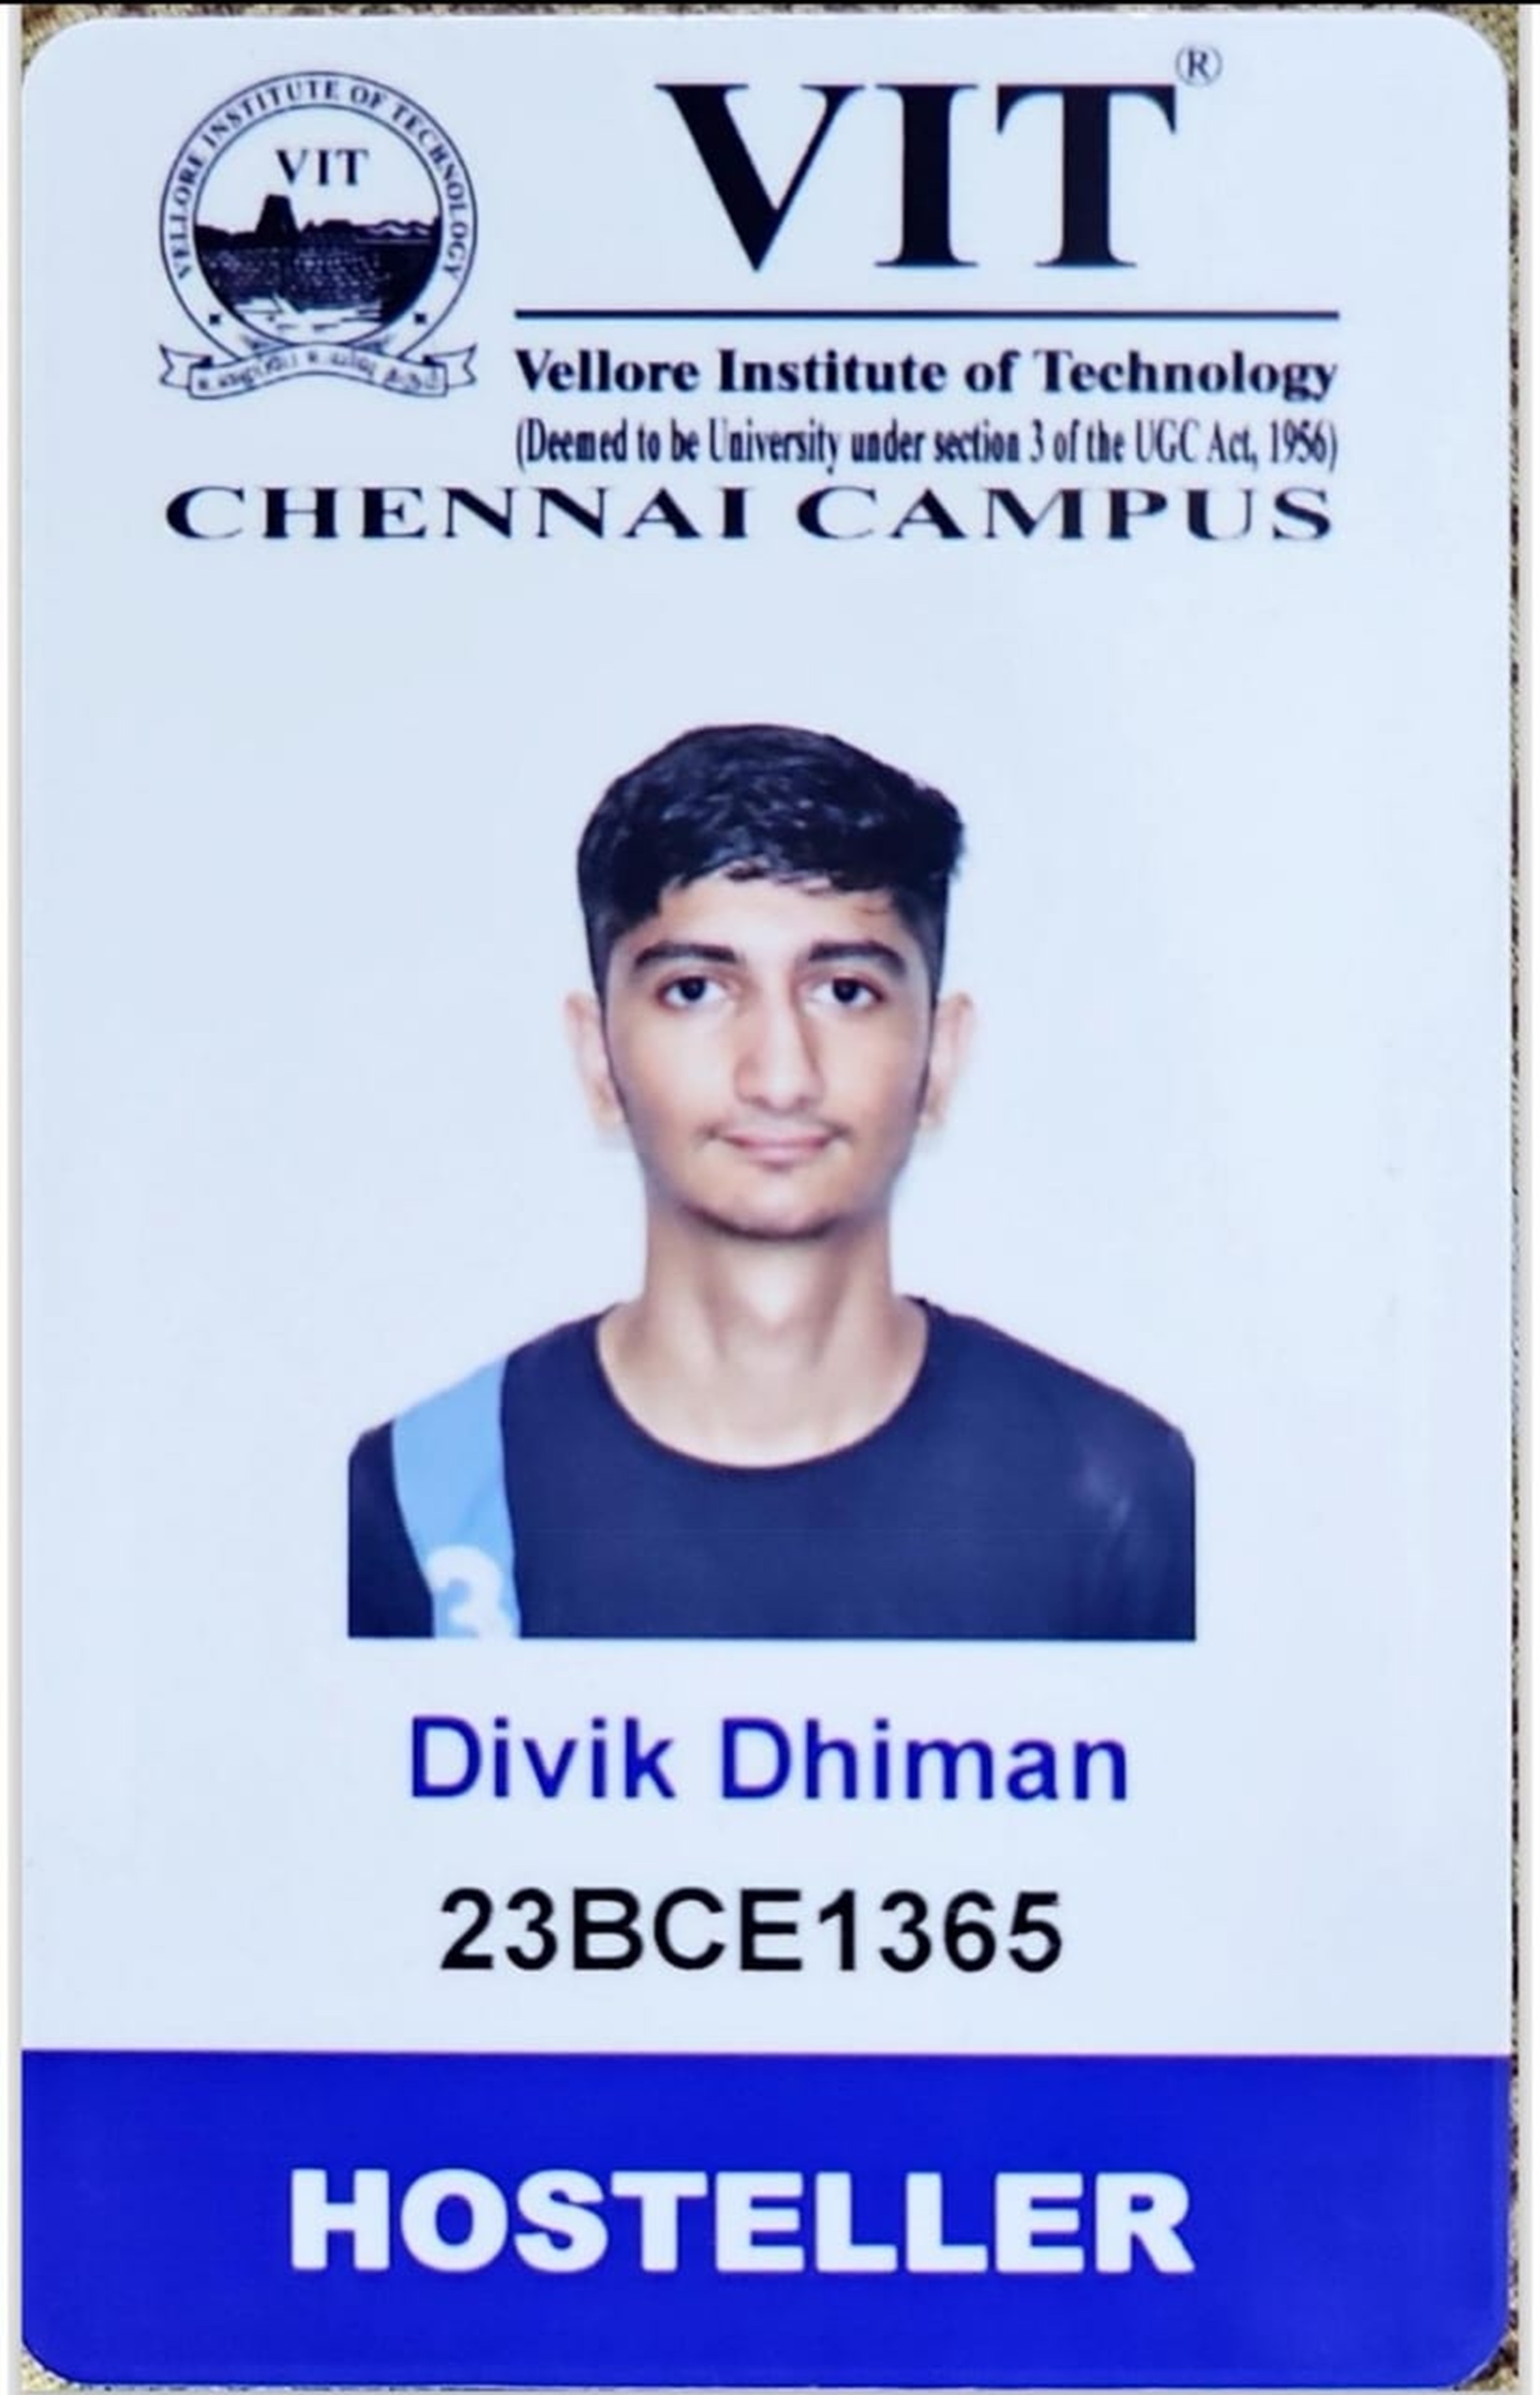 VELLORE INSTITUTE OF TECHNOLOGY
VIT
VIT®
Vellore Institute of Technology
(Deemed to be University under section 3 of the UGC Act, 1956)
CHENNAI CAMPUS
3
Divik Dhiman
23BCE1365
HOSTELLER